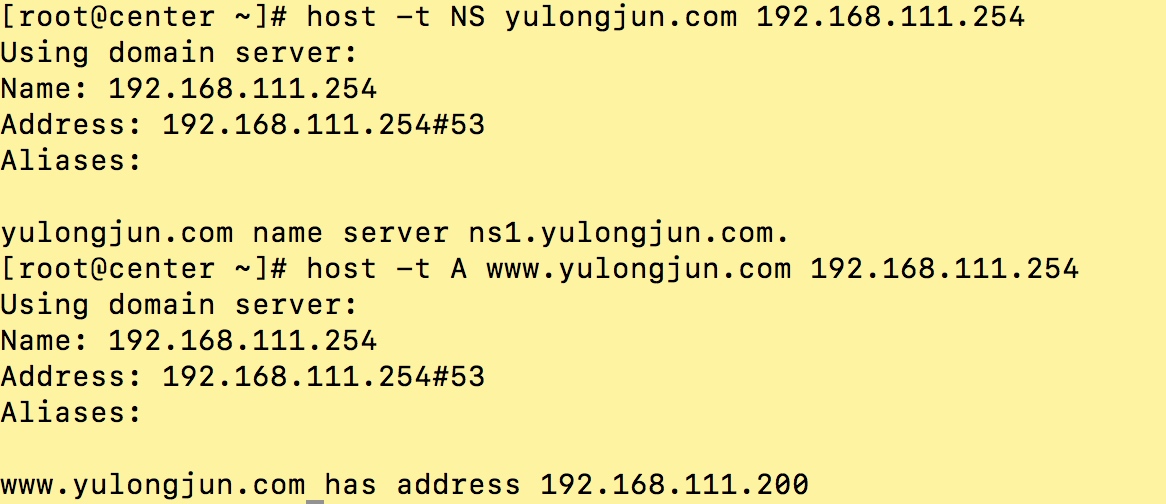 [root@center ~]# host -t NS yulongjun.com 192.168.111.254
Using domain server:
Name: 192.168.111.254
Address: 192.168.111.254#53
Aliases:

yulongjun.com name server ns1.yulongjun.com.
[root@center ~]# host -t A www.yulongjun.com 192.168.111.254
Using domain server:
Name: 192.168.111.254
Address: 192.168.111.254#53
Aliases:

www.yulongjun.com has address 192.168.111.200